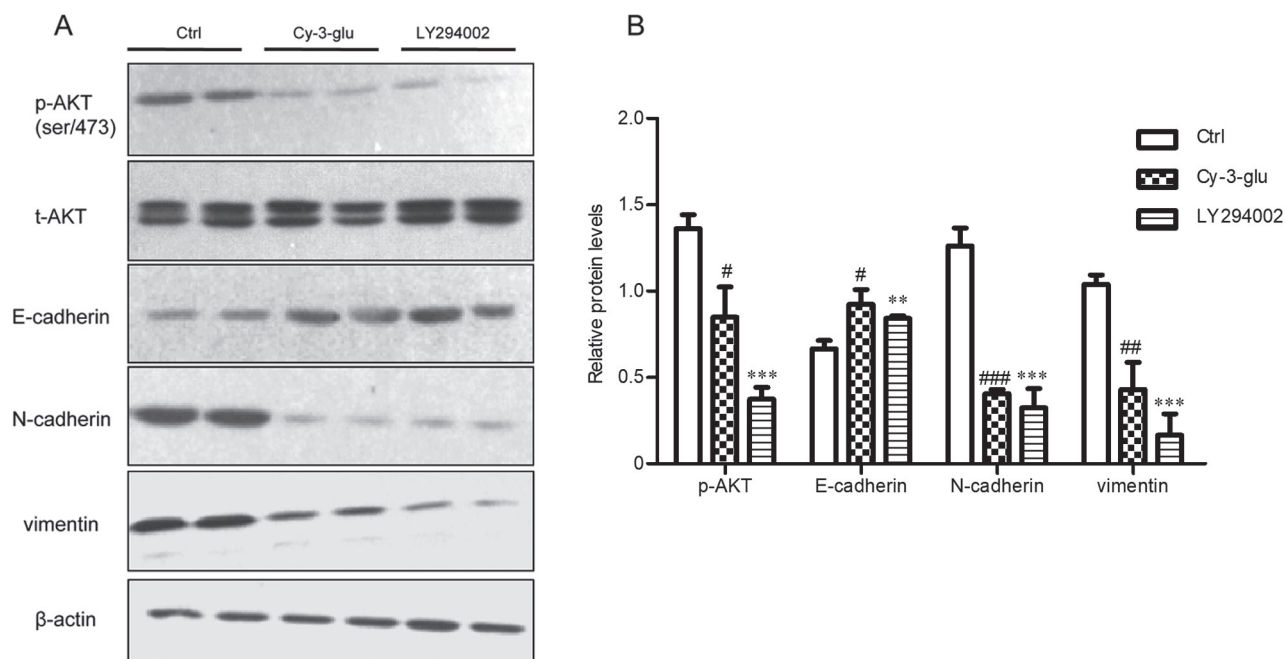 A
Ctrl
Cy-3-glu
LY294002
p-AKT
(ser/473)
t-AKT
E-cadherin
N-cadherin
vimentin
β-actin
B
Relative protein levels
2.0
1.5
1.0
0.5
0
Ctrl
Cy-3-glu
LY294002
#
***
#
**
###
***
##
***
p-AKT
E-cadherin
N-cadherin
vimentin